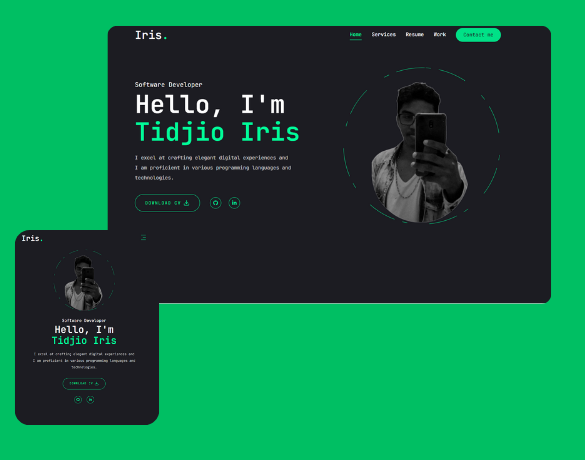 Iris.
Home Services Resume Work Contact me
Software Developer
Hello, I'm
Tidjio Iris
I excel at crafting elegant digital experiences and
I am proficient in various programming languages and
technologies.
DOWNLOAD CV
in
Iris.
Software Developer
Hello, I'm
Tidjio Iris
I excel at crafting elegant digital experiences and
I am proficient in various programming languages and
technologies.
DOWNLOAD CV
in